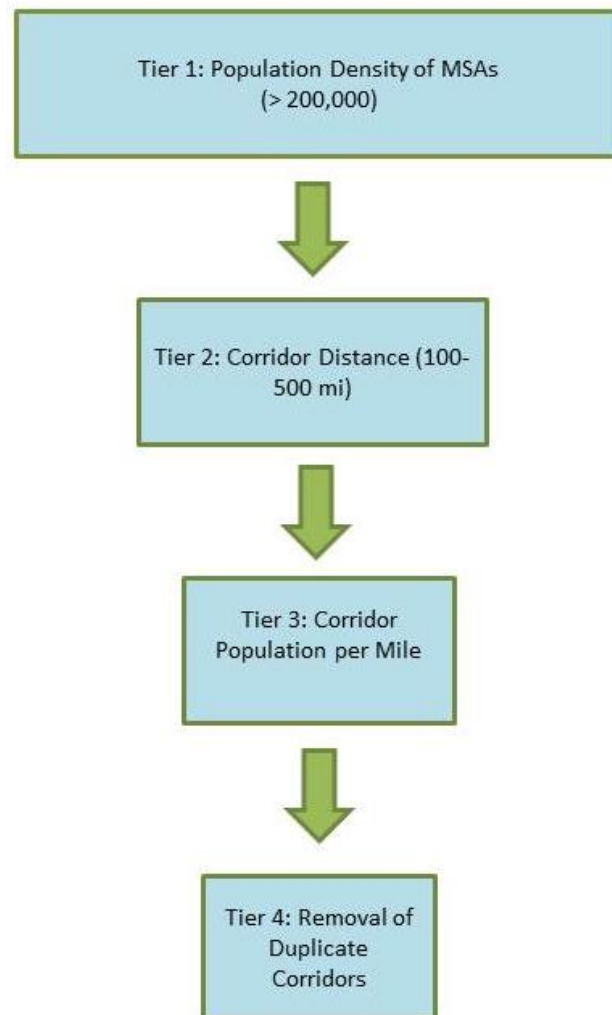 Tier 1: Population Density of MSAs
(> 200,000)
Tier 2: Corridor Distance (100-
500 mi)
Tier 3: Corridor
Population per Mile
Tier 4: Removal of
Duplicate
Corridors